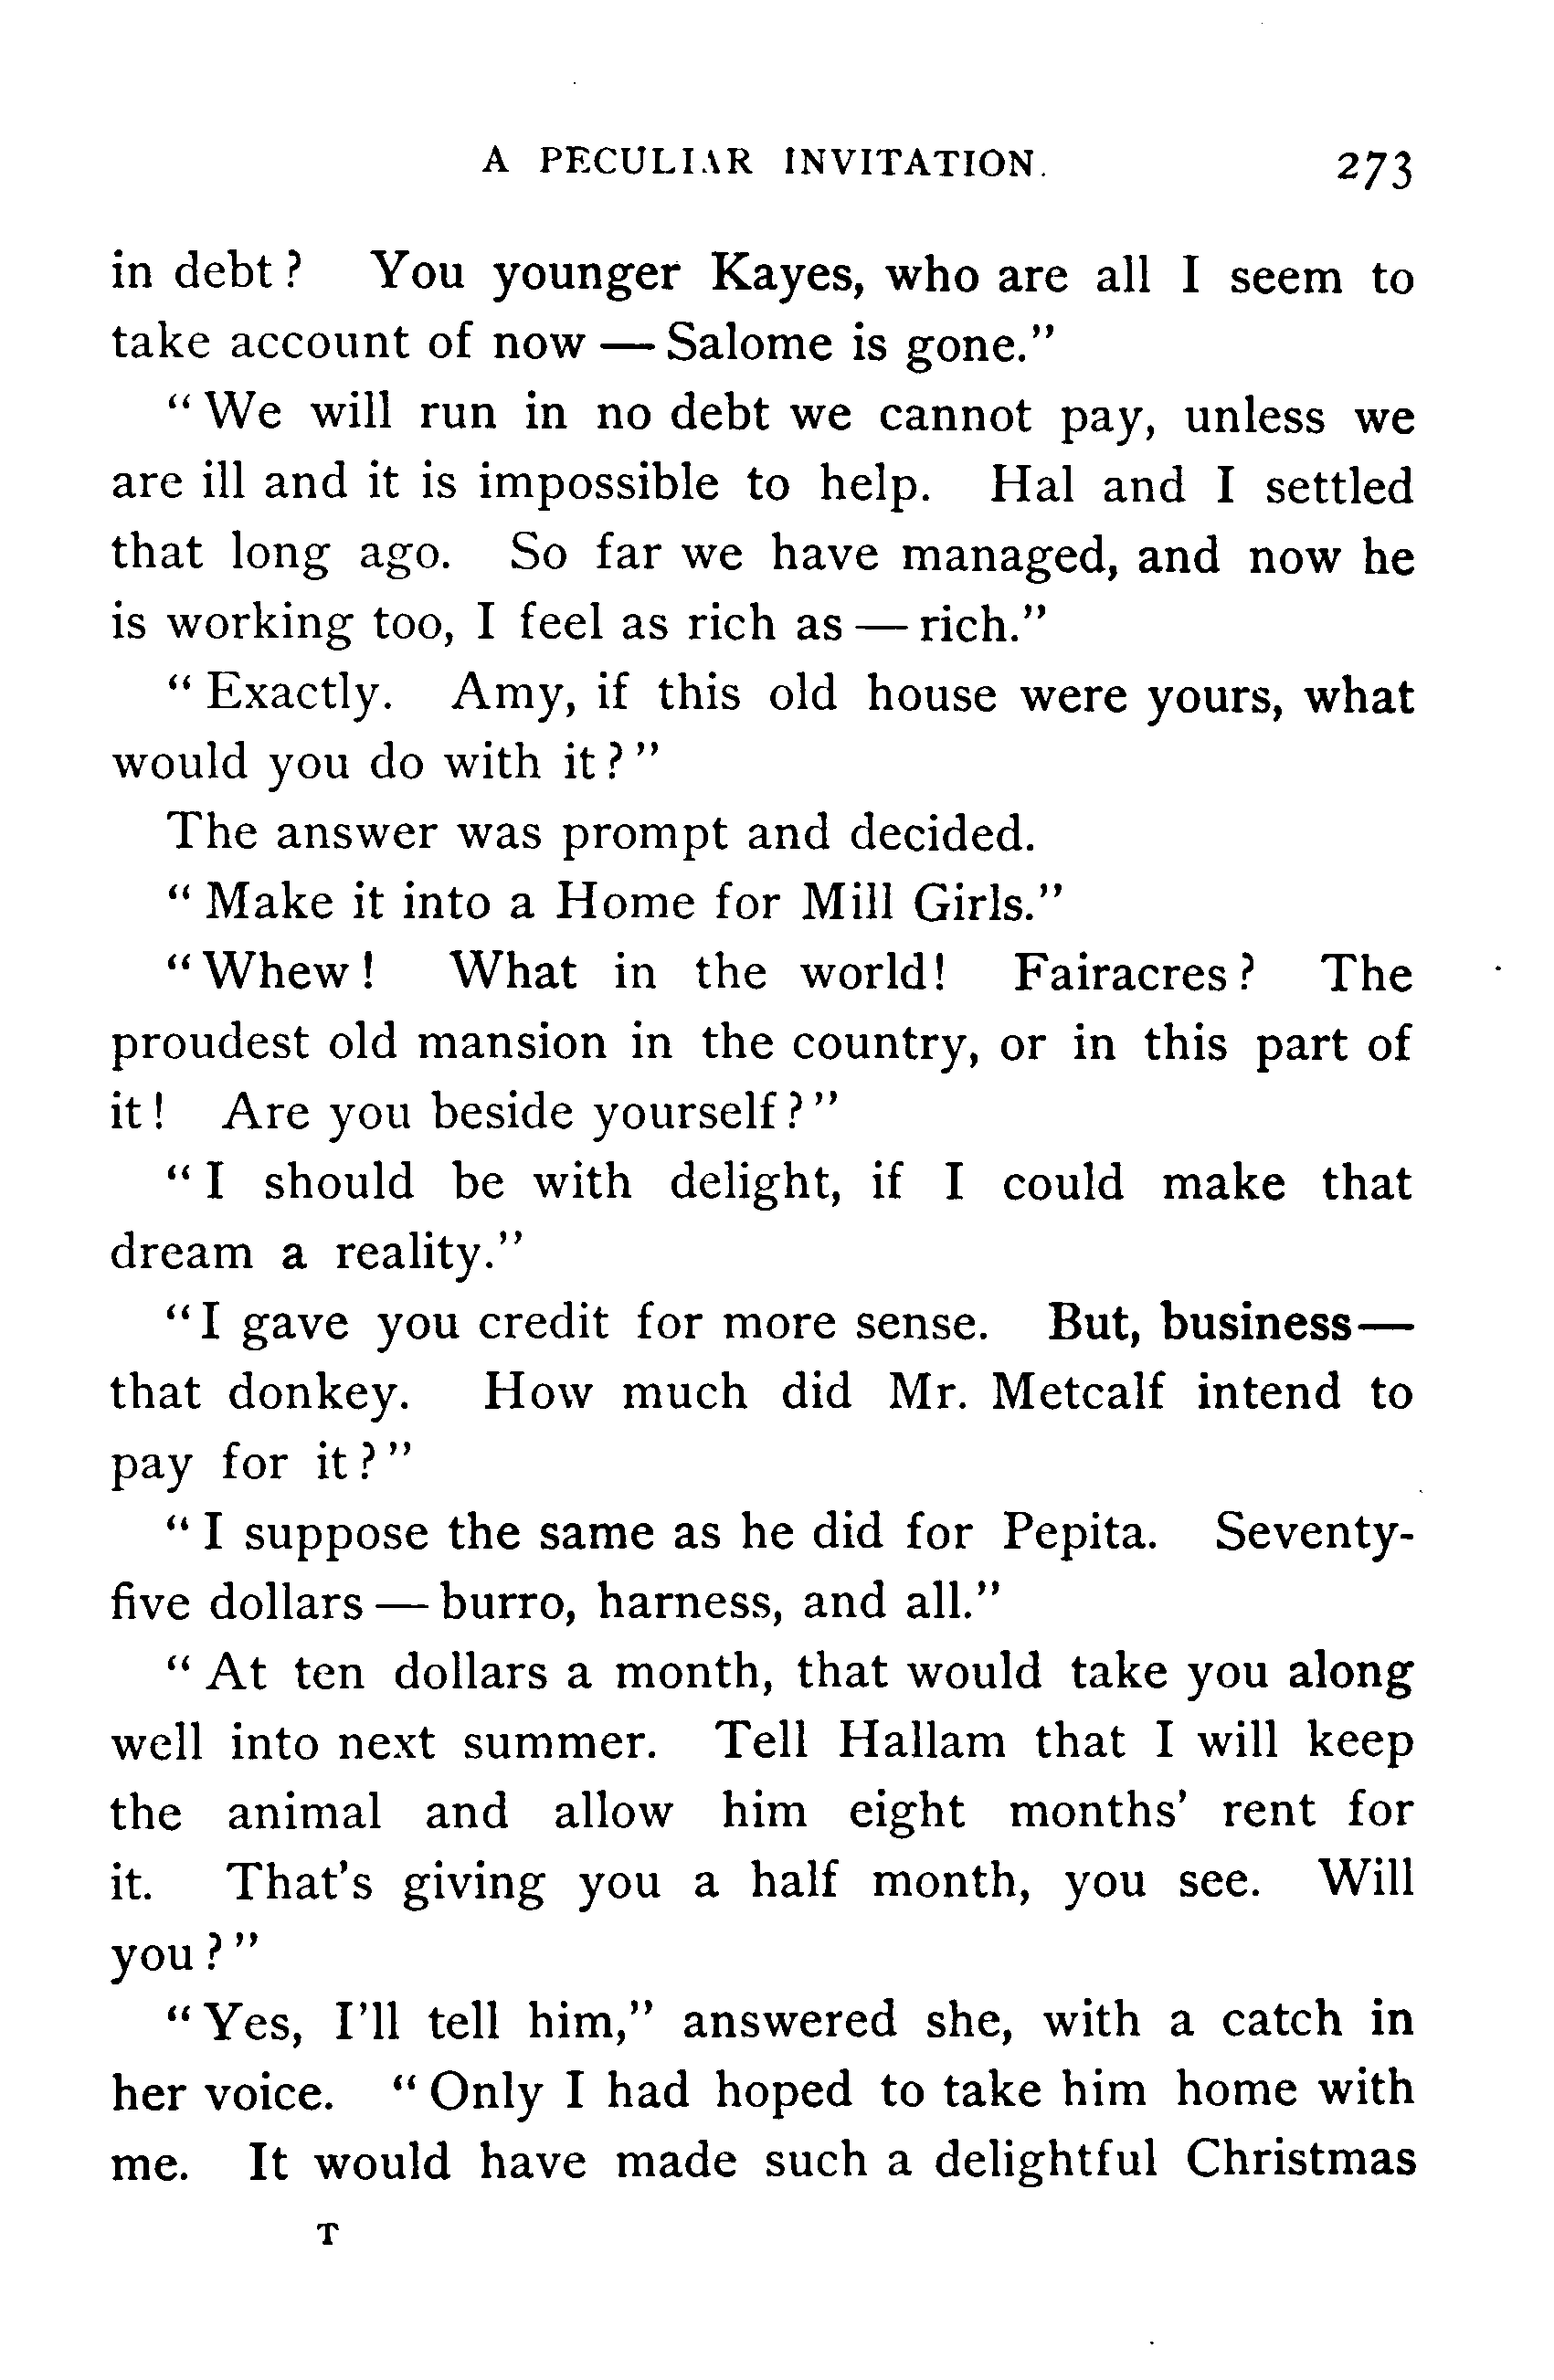 A PECULIAR INVITATION. 273
in debt? You younger Kayes, who are all I seem to
take account of now — Salome is gone."
"We will run in no debt we cannot pay, unless we
are ill and it is impossible to help. Hal and I settled
that long ago. So far we have managed, and now he
is working too, I feel as rich as — rich."
"Exactly. Amy, if this old house were yours, what
would you do with it?"
The answer was prompt and decided.
"Make it into a Home for Mill Girls."
"Whew! What in the world! Fairacres? The
proudest old mansion in the country, or in this part of
it! Are you beside yourself?"
"I should be with delight, if I could make that
dream a reality."
"I gave you credit for more sense. But, business—
that donkey. How much did Mr. Metcalf intend to
pay for it?"
"I suppose the same as he did for Pepita. Seventy-
five dollars — burro, harness, and all."
"At ten dollars a month, that would take you along
well into next summer. Tell Hallam that I will keep
the animal and allow him eight months' rent for
it. That's giving you a half month, you see. Will
you?"
"Yes, I'll tell him," answered she, with a catch in
her voice. "Only I had hoped to take him home with
me. It would have made such a delightful Christmas
T